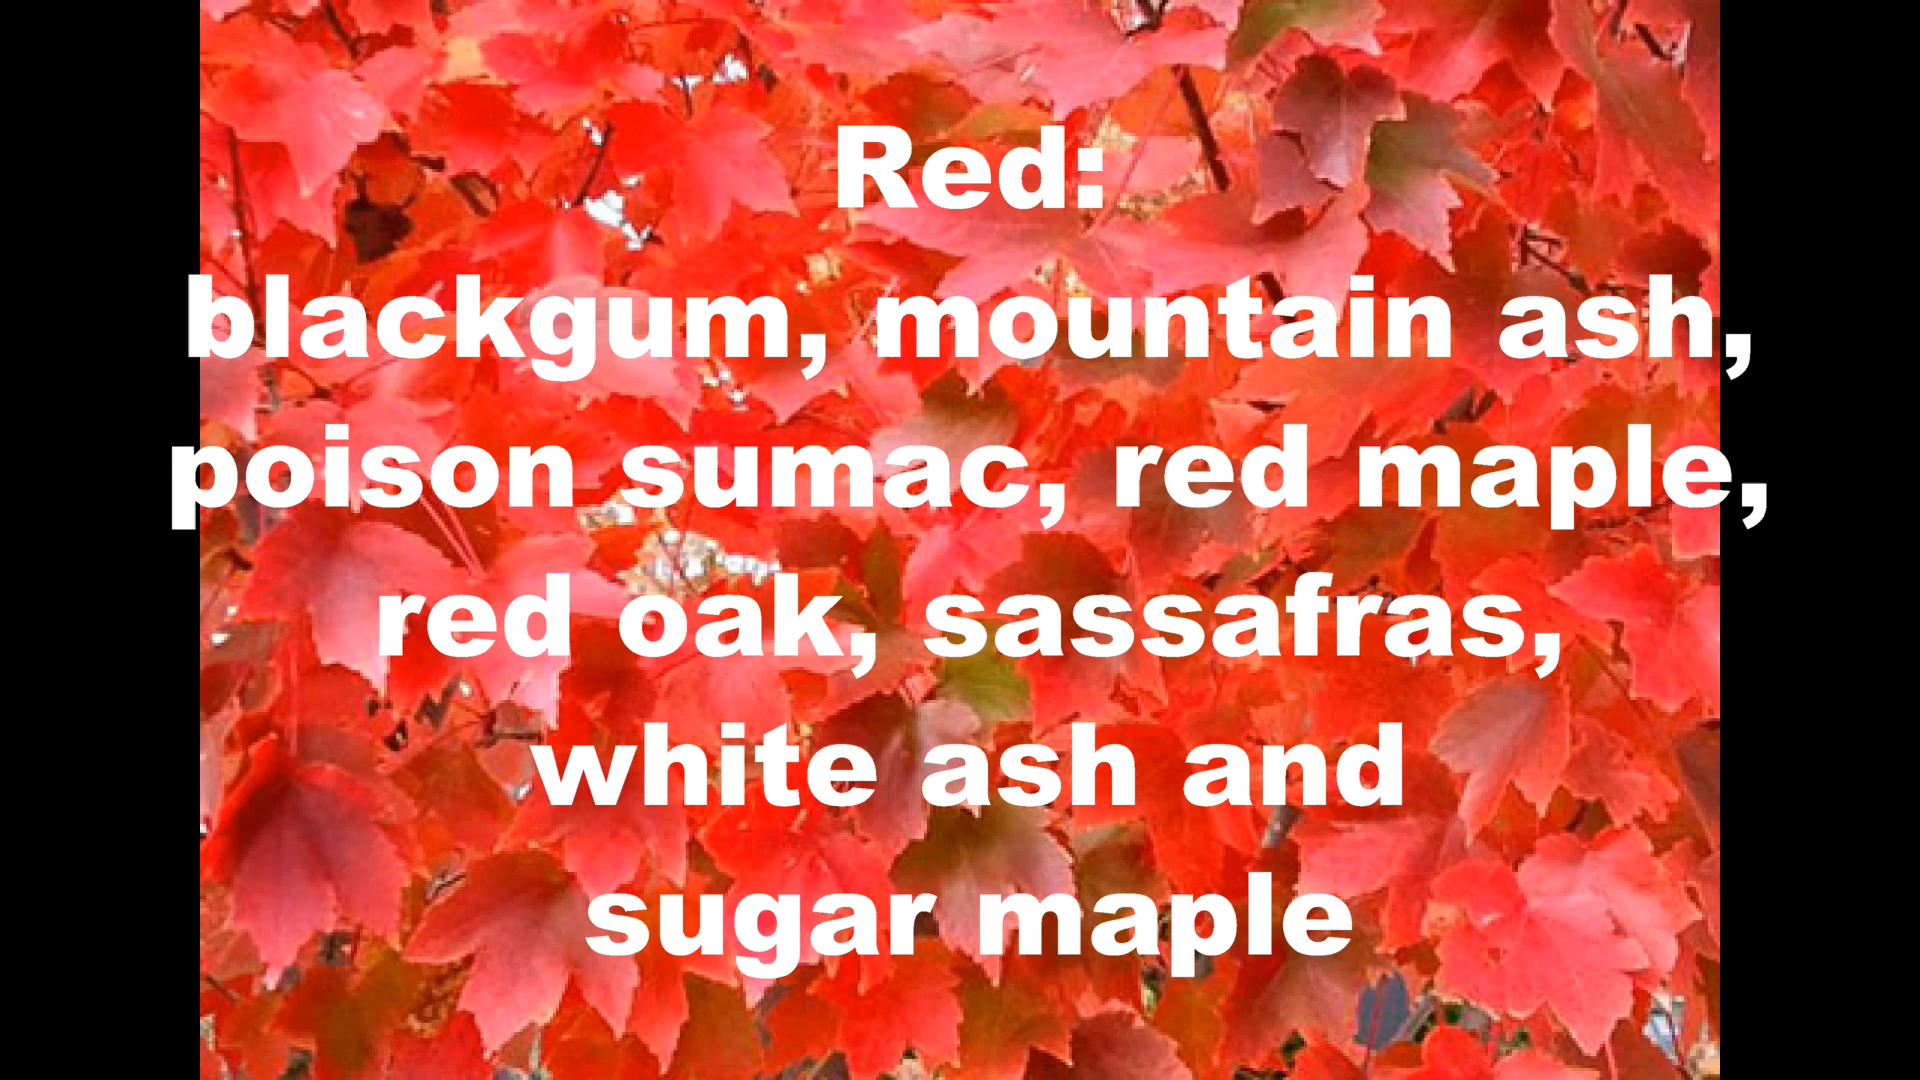 Red:
blackgum, mountain ash,
poison sumac, red maple,
red oak, sassafras,
white ash and
sugar maple